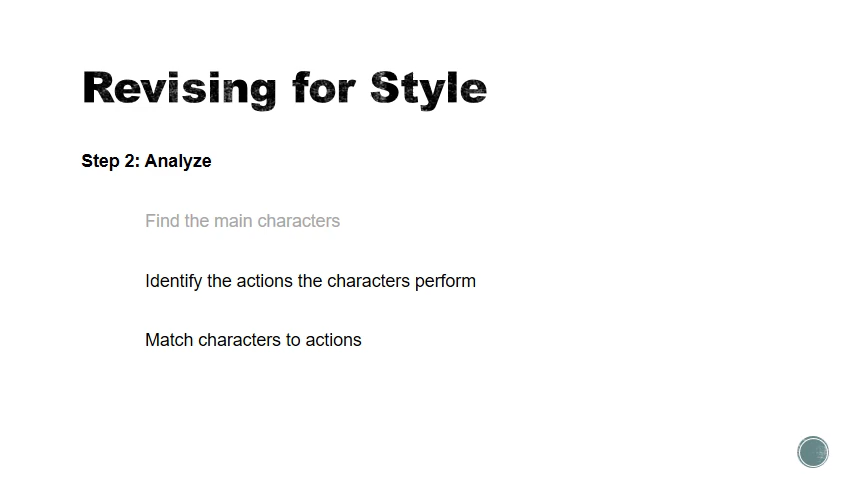 Revising for Style
Step 2: Analyze
Find the main characters
Identify the actions the characters perform
Match characters to actions